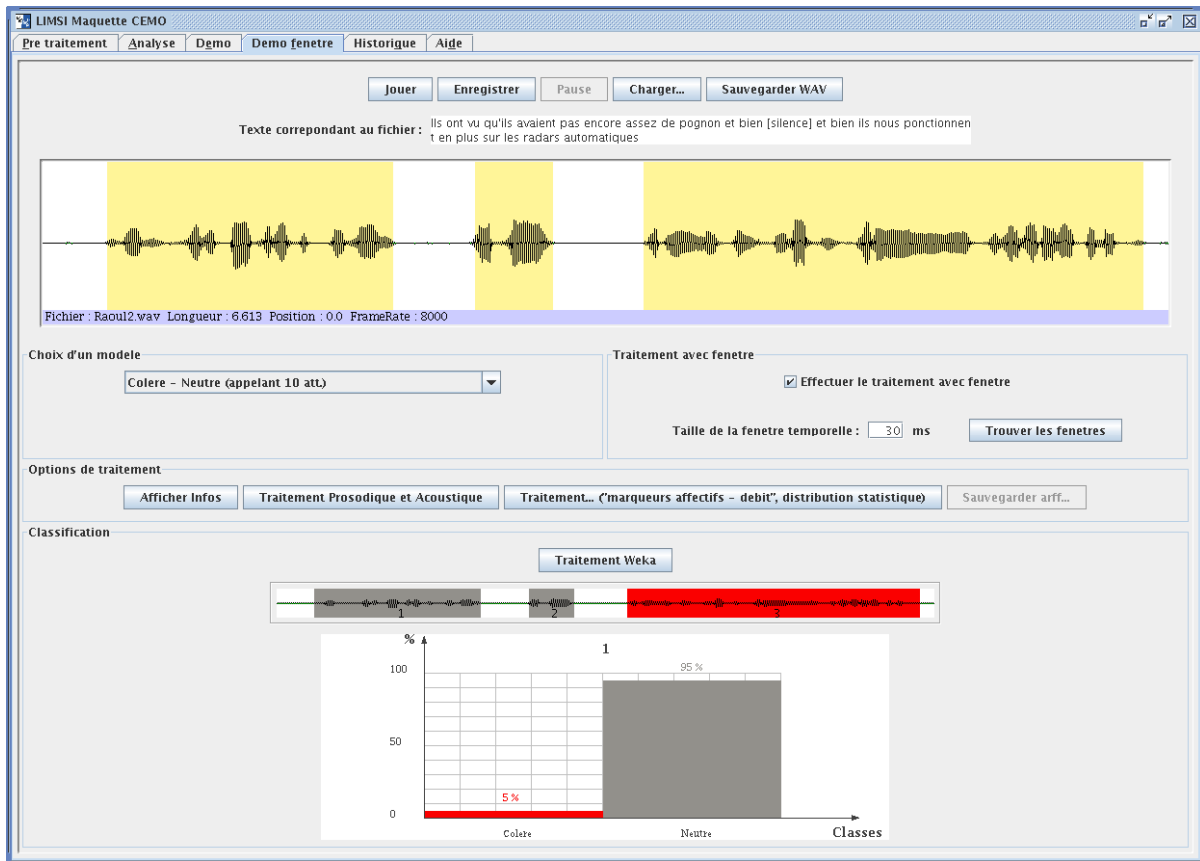 LIMSI Maquette CEMO
Pre traitement Analyse Demo Demo fenetre Historique Aide
Jouer Enregistrer Pause Charger... Sauvegarder WAV
Texte correpondant au fichier :
Ils ont vu qu'ils avaient pas encore assez de pognon et bien [silence] et bien ils nous ponctionnen
t en plus sur les radars automatiques
Fichier : Raoul2.wav Longueur : 6.613 Position : 0.0 FrameRate : 8000
Choix d'un modele
Colere - Neutre (appelant 10 att.)
Traitement avec fenetre
Effectuer le traitement avec fenetre
Taille de la fenetre temporelle : 30 ms Trouver les fenetres
Options de traitement
Afficher Infos Traitement Prosodique et Acoustique Traitement... ("marqueurs affectifs - debit", distribution statistique) Sauvegarder arff...
Classification
Traitement Weka
1 2 3
%
1
100
95 %
50
5 %
0
Colere Neutre Classes